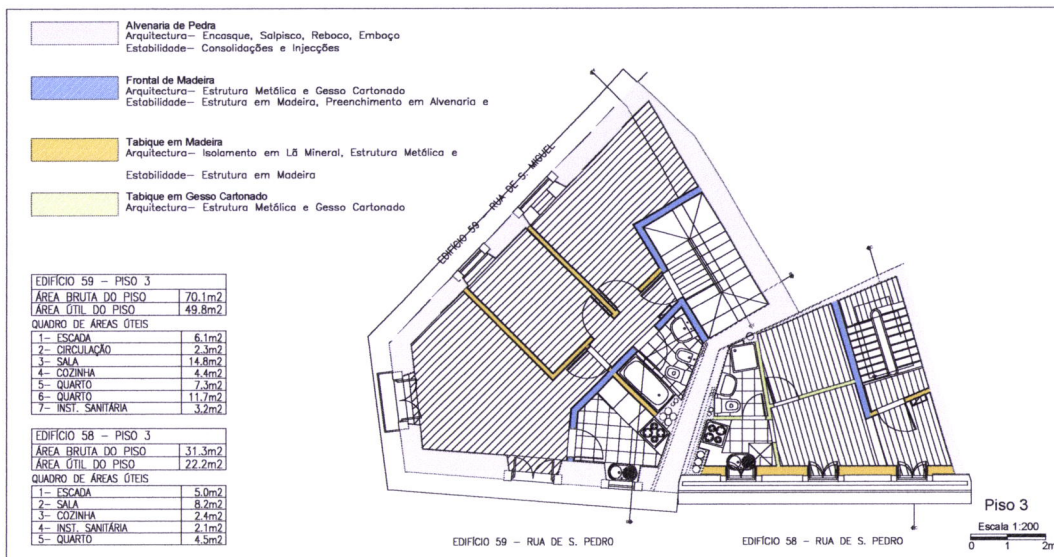 Alvenaria de Pedra
Arquitectura— Encasque, Salpisco, Reboco, Emboço
Estabilidade— Consolidações e Injecções
Frontal de Madeira
Arquitectura— Estrutura Metálica e Gesso Cartonado
Estabilidade— Estrutura em Madeira, Preenchimento em Alvenaria e
Tabique em Madeira
Arquitectura— Isolamento em Lã Mineral, Estrutura Metálica e
Estabilidade— Estrutura em Madeira
Tabique em Gesso Cartonado
Arquitectura— Estrutura Metálica e Gesso Cartonado
EDIFÍCIO 59 — RUA DE S. MIGUEL
EDIFÍCIO 59 — PISO 3
ÁREA BRUTA DO PISO 70.1m2
ÁREA ÚTIL DO PISO 49.8m2
QUADRO DE ÁREAS ÚTEIS
1— ESCADA 6.1m2
2— CIRCULAÇÃO 2.3m2
3— SALA 14.8m2
4— COZINHA 4.4m2
5— QUARTO 7.3m2
6— QUARTO 11.7m2
7— INST. SANITÁRIA 3.2m2
EDIFÍCIO 58 — PISO 3
ÁREA BRUTA DO PISO 31.3m2
ÁREA ÚTIL DO PISO 22.2m2
QUADRO DE ÁREAS ÚTEIS
1— ESCADA 5.0m2
2— SALA 8.2m2
3— COZINHA 2.4m2
4— INST. SANITÁRIA 2.1m2
5— QUARTO 4.5m2
EDIFÍCIO 59 — RUA DE S. PEDRO
EDIFÍCIO 58 — RUA DE S. PEDRO
Piso 3
Escala 1:200
0 1 2m